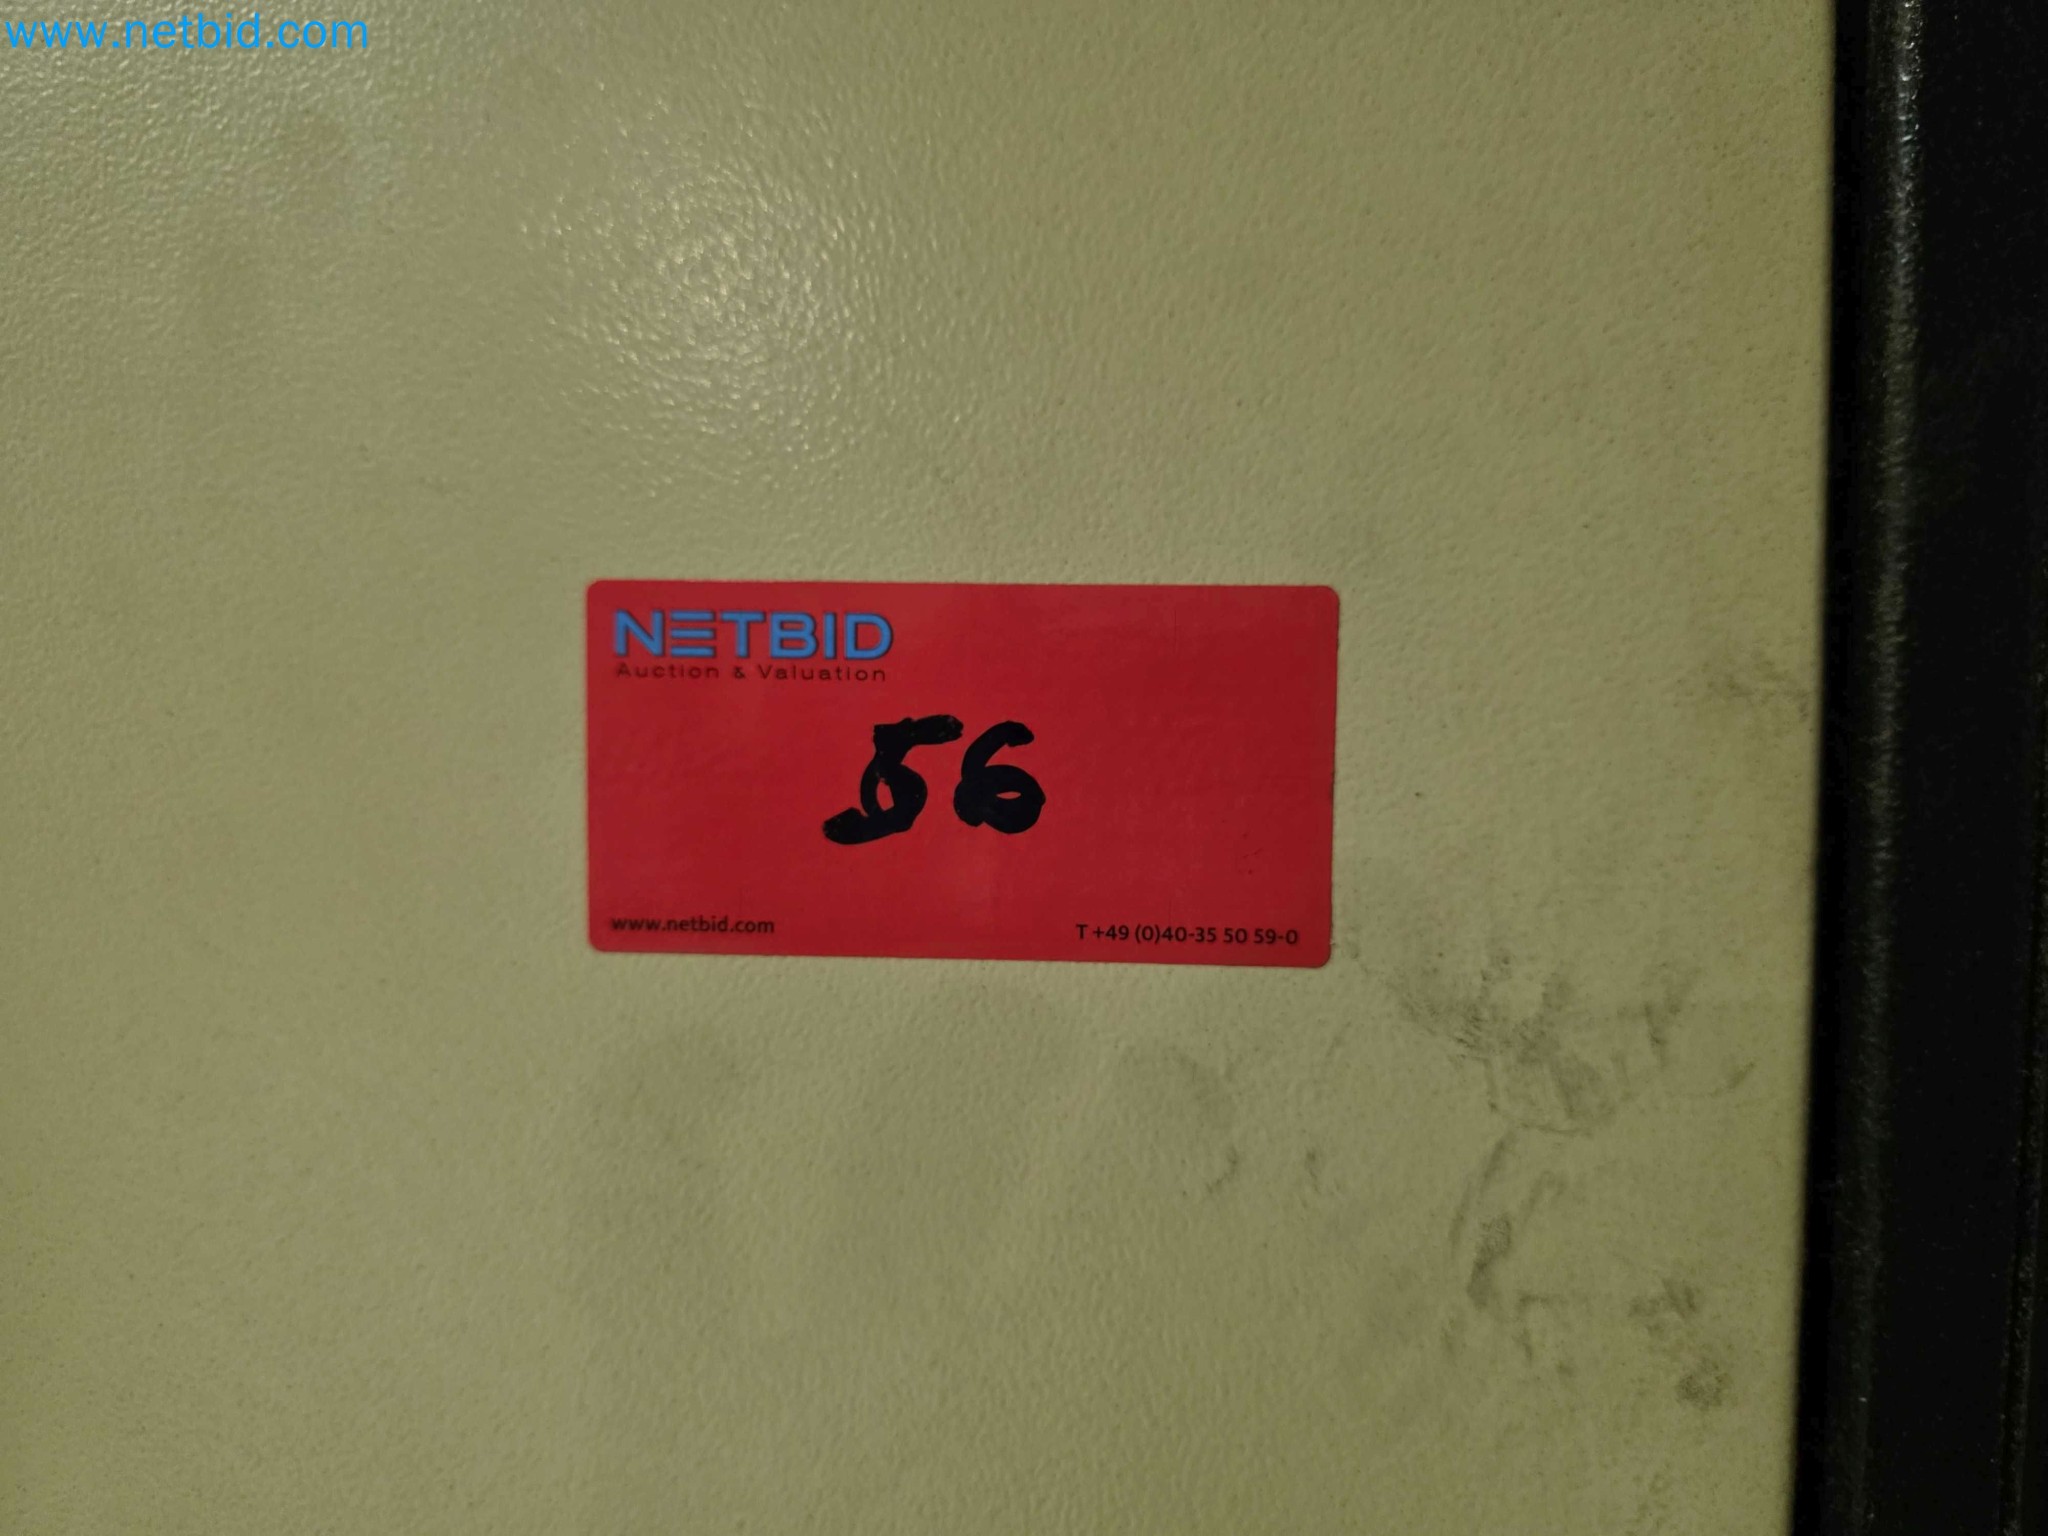 www.netbid.com
NETBID
Auction & Valuation
56
www.netbid.com
T +49 (0)40-35 50 59-0